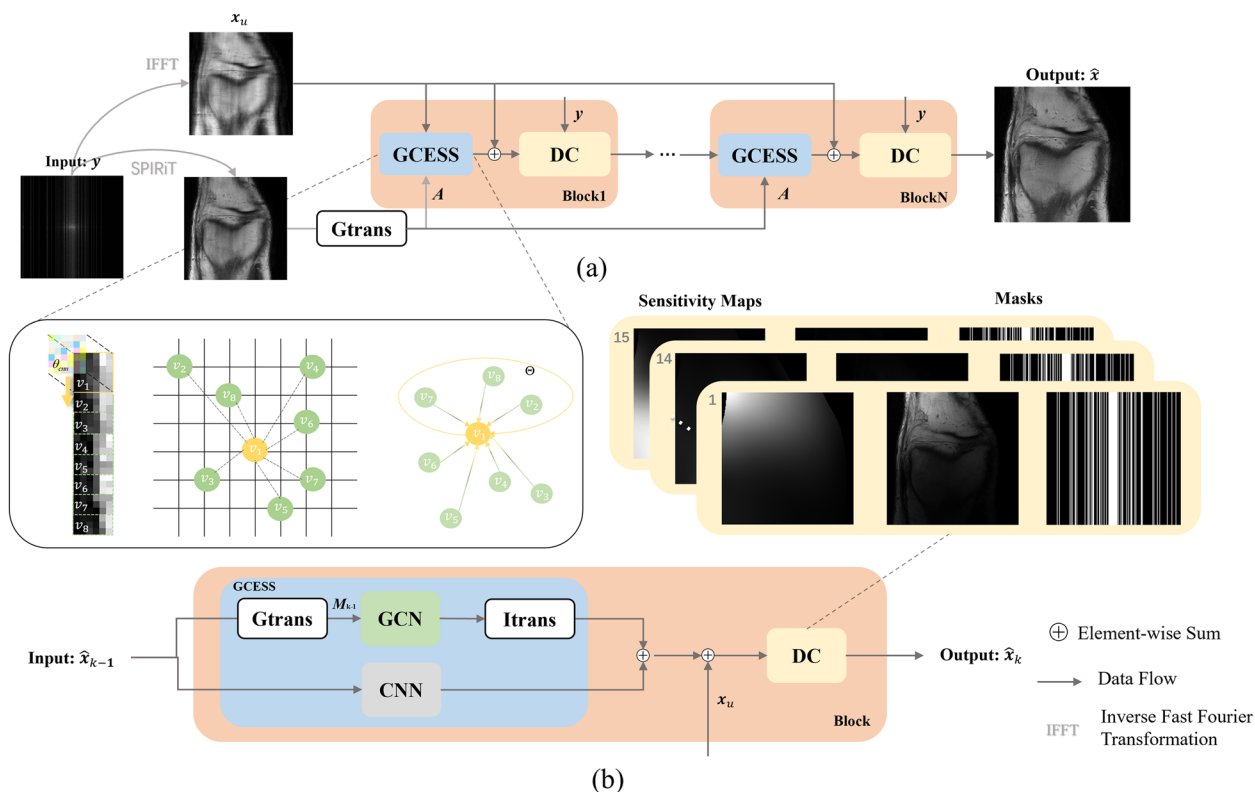 x_u
IFFT
Output: x̂
y
y
Input: y
SPIRiT
GCESS
⊕
DC
...
GCESS
⊕
DC
A
Block1
A
BlockN
Gtrans
(a)
Sensitivity Maps
Masks
15
14
1
θ_cnn
v1
v2
v3
v4
v5
v6
v7
v8
v2
v4
v8
v6
v1
v3
v7
v5
Θ
v8
v7
v2
v1
v6
v4
v3
v5
GCESS
Gtrans
M_k-1
GCN
Itrans
Input: x̂_{k−1}
CNN
⊕
⊕
DC
Output: x̂_k
x_u
Block
⊕ Element-wise Sum
Data Flow
IFFT
Inverse Fast Fourier
Transformation
(b)